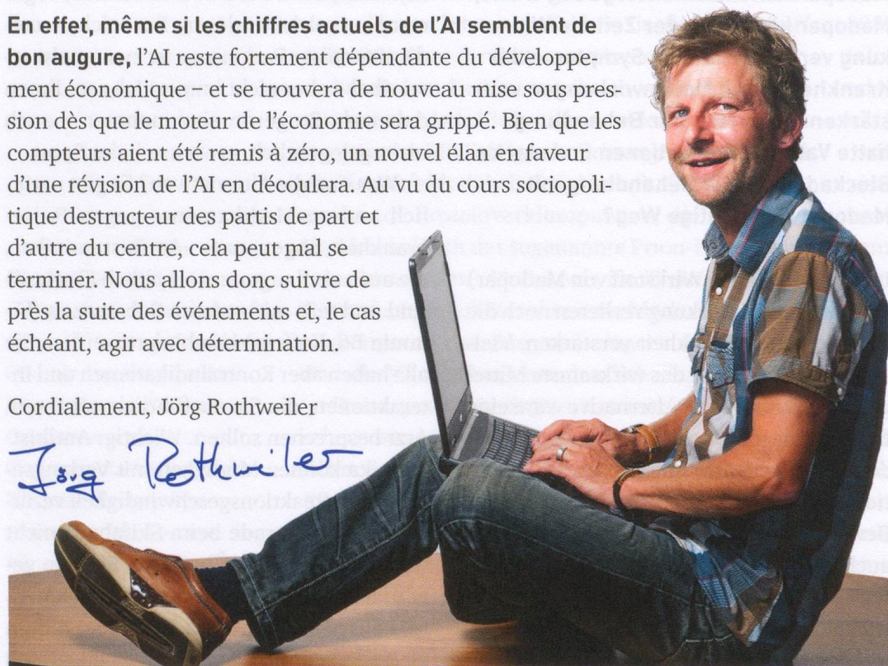 En effet, même si les chiffres actuels de l’AI semblent de
bon augure, l’AI reste fortement dépendante du développe-
ment économique – et se trouvera de nouveau mise sous pres-
sion dès que le moteur de l’économie sera grippé. Bien que les
compteurs aient été remis à zéro, un nouvel élan en faveur
d’une révision de l’AI en découlera. Au vu du cours sociopoli-
tique destructeur des partis de part et
d’autre du centre, cela peut mal se
terminer. Nous allons donc suivre de
près la suite des événements et, le cas
échéant, agir avec détermination.
Cordialement, Jörg Rothweiler
Jörg Rothweiler